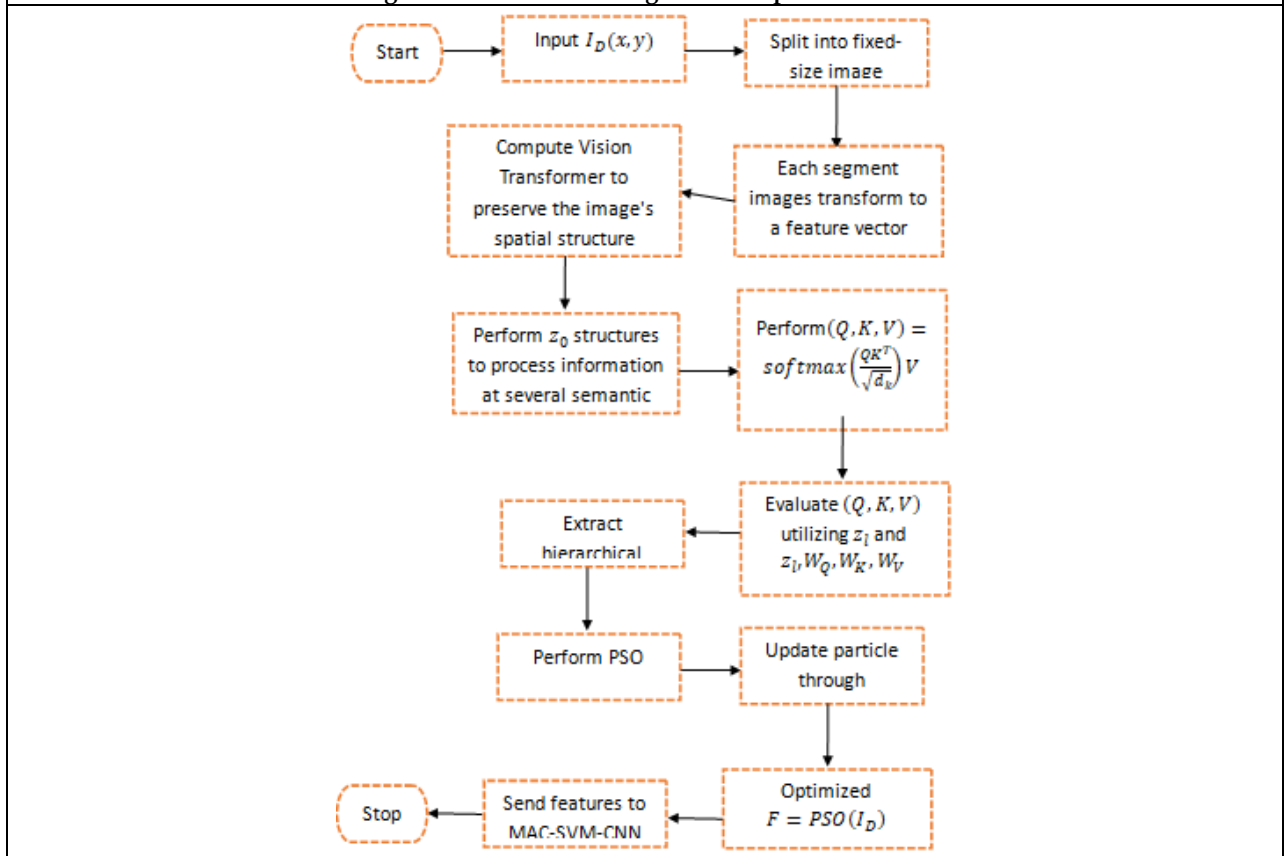 Start
Input I_D(x, y)
Split into fixed-
size image
Each segment
images transform to
a feature vector
Compute Vision
Transformer to
preserve the image's
spatial structure
Perform z_0 structures
to process information
at several semantic
Perform(Q, K, V) =
softmax(QK^T/√d_k)V
Evaluate (Q, K, V)
utilizing z_l and
z_l, W_Q, W_K, W_V
Extract
hierarchical
Perform PSO
Update particle
through
Optimized
F = PSO(I_D)
Send features to
MAC-SVM-CNN
Stop